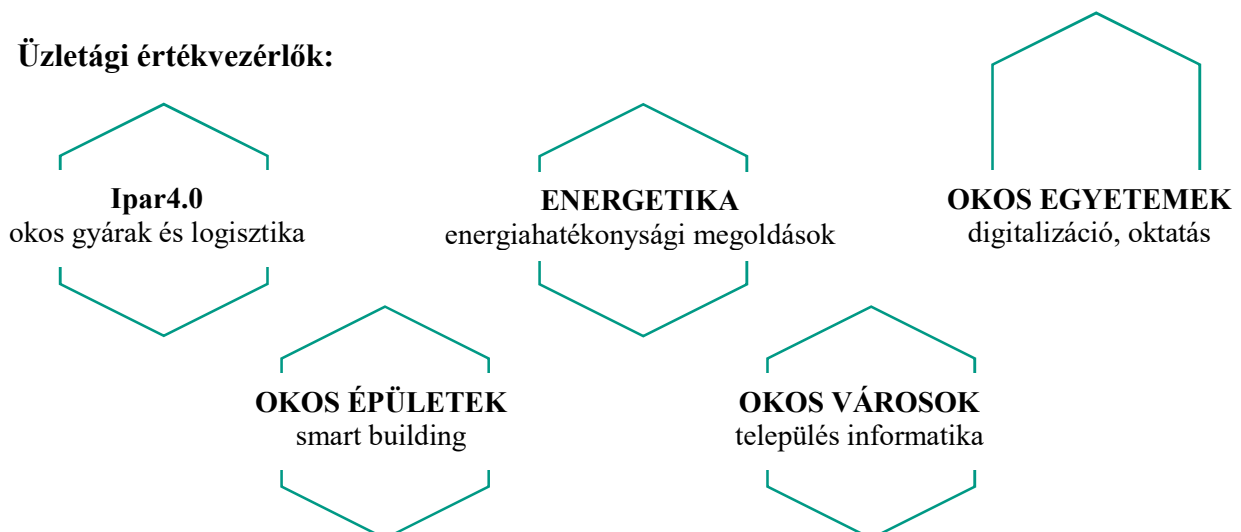 Üzletági értékvezérlők:
Ipar4.0
okos gyárak és logisztika
ENERGETIKA
energiahatékonysági megoldások
OKOS EGYETEMEK
digitalizáció, oktatás
OKOS ÉPÜLETEK
smart building
OKOS VÁROSOK
település informatika